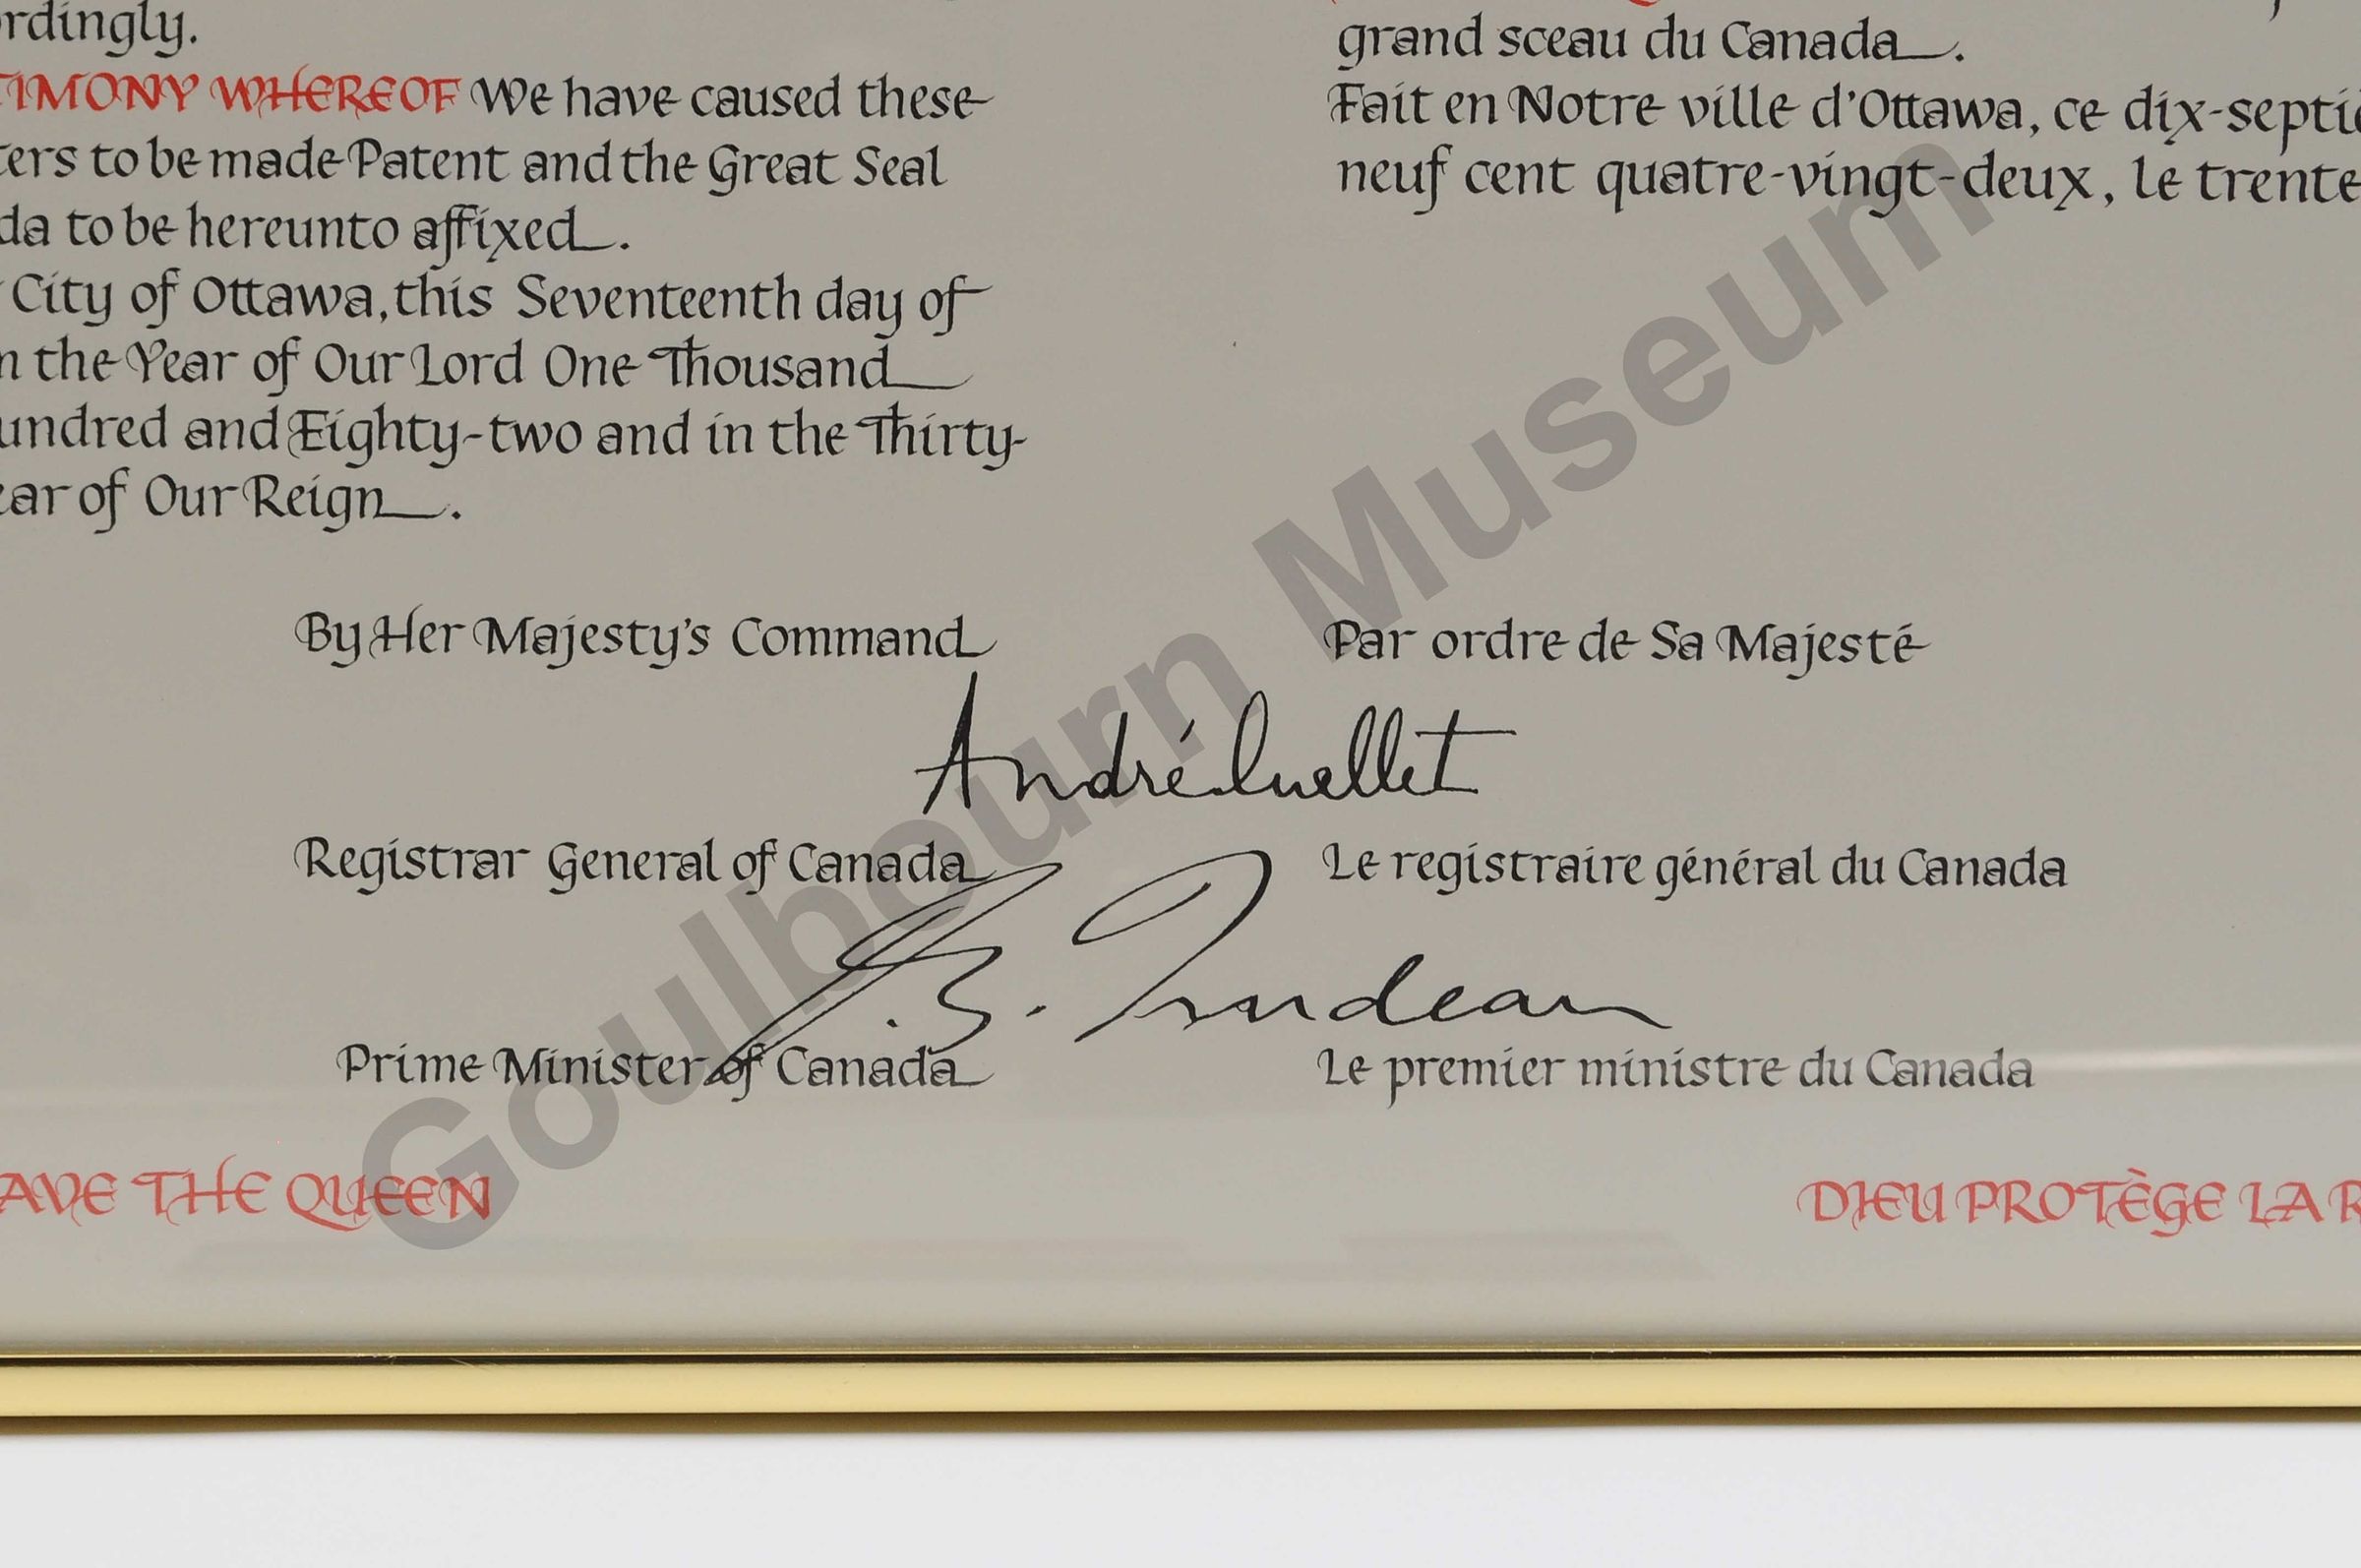 rdingly.
TIMONY WHEREOF We have caused these
ers to be made Patent and the Great Seal
da to be hereunto affixed.
City of Ottawa, this Seventeenth day of
n the Year of Our Lord One Thousand
undred and Eighty-two and in the Thirty-
ear of Our Reign.
grand sceau du Canada.
Fait en Notre ville d'Ottawa, ce dix-septiè
neuf cent quatre-vingt-deux, le trente
By Her Majesty's Command
Par ordre de Sa Majesté
André Ouellet
Registrar General of Canada
Le registraire général du Canada
P. E. Trudeau
Prime Minister of Canada
Le premier ministre du Canada
AVE THE QUEEN
DIEU PROTÈGE LA R
Goulbourn Museum